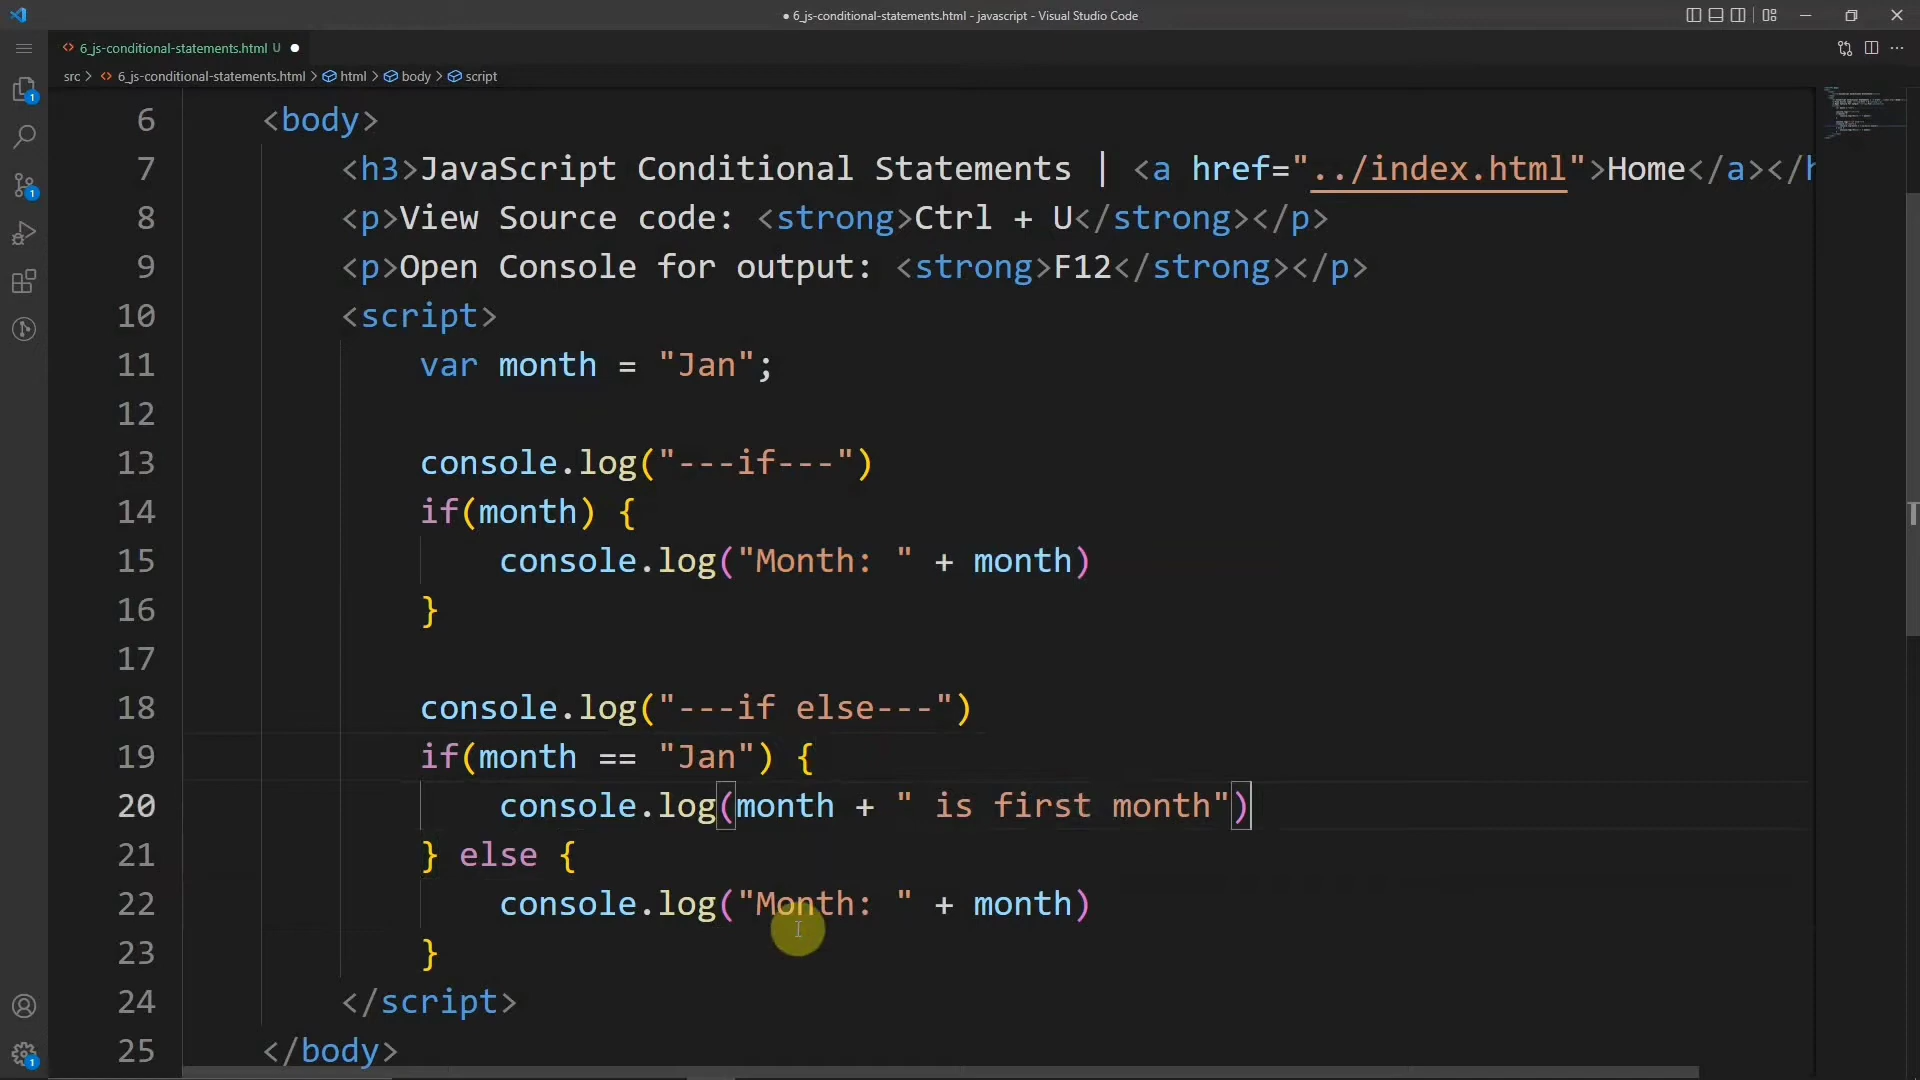 ● 6_js-conditional-statements.html - javascript - Visual Studio Code
6_js-conditional-statements.html U ●
src > 6_js-conditional-statements.html > html > body > script
6 <body>
7 <h3>JavaScript Conditional Statements | <a href="../index.html">Home</a></h
8 <p>View Source code: <strong>Ctrl + U</strong></p>
9 <p>Open Console for output: <strong>F12</strong></p>
10 <script>
11 var month = "Jan";
12
13 console.log("---if---")
14 if(month) {
15 console.log("Month: " + month)
16 }
17
18 console.log("---if else---")
19 if(month == "Jan") {
20 console.log(month + " is first month")
21 } else {
22 console.log("Month: " + month)
23 }
24 </script>
25 </body>
1
1
1